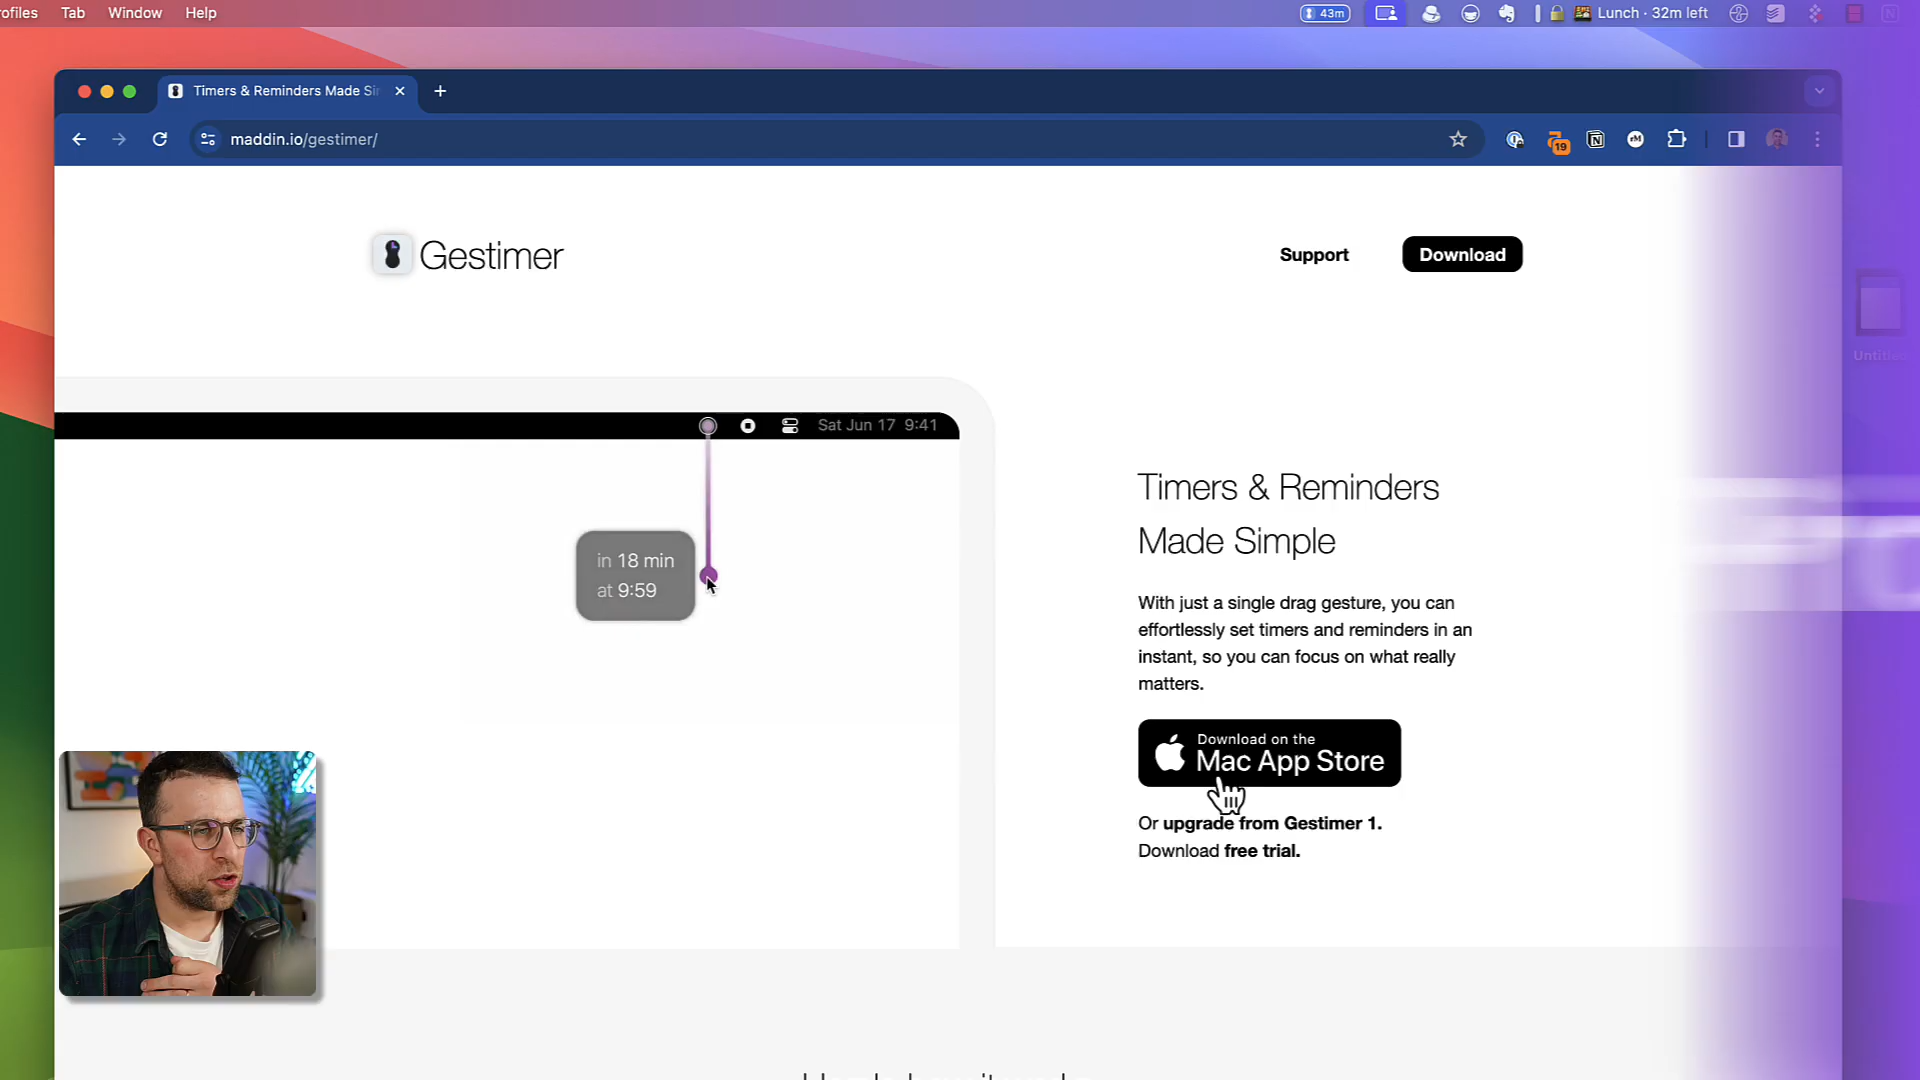 ofiles Tab Window Help
43m
Lunch · 32m left
Timers & Reminders Made Si
maddin.io/gestimer/
19
Gestimer
Support
Download
Untitle
Sat Jun 17 9:41
in 18 min
at 9:59
Timers & Reminders
Made Simple
With just a single drag gesture, you can
effortlessly set timers and reminders in an
instant, so you can focus on what really
matters.
Download on the
Mac App Store
Or upgrade from Gestimer 1.
Download free trial.